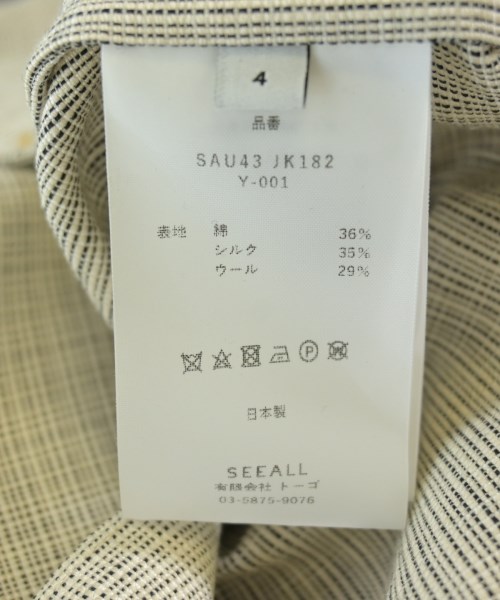 4
品番
SAU43 JK182
Y-001
表地 綿 36%
シルク 35%
ウール 29%
日本製
SEEALL
有限会社 トーゴ
03-5875-9076